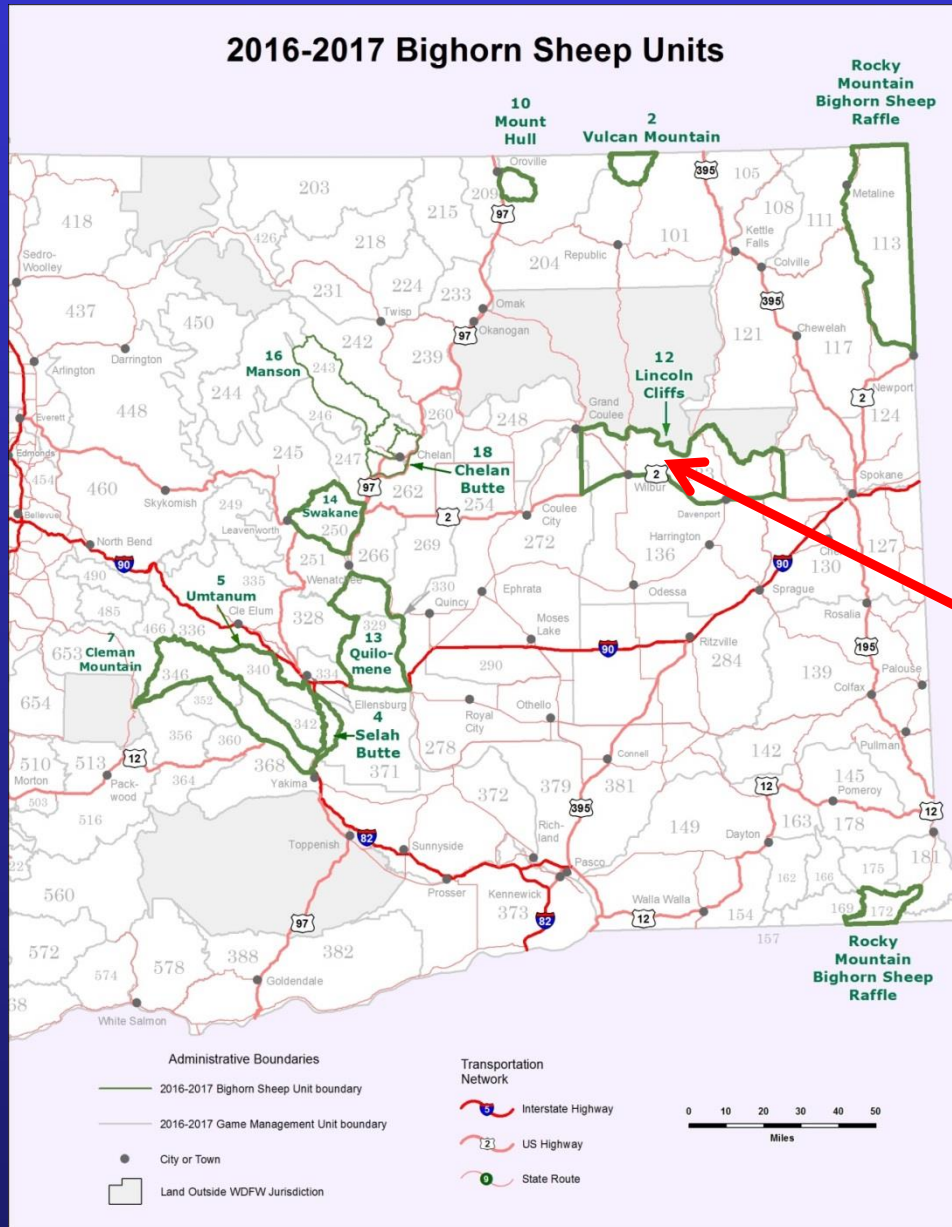 2016-2017 Bighorn Sheep Units
Rocky
Mountain
Bighorn Sheep
Raffle
10
Mount
Hull
2
Vulcan Mountain
Oroville
395
105
Metaline
203
209
97
418
215
108
111
426
Kettle
Falls
113
Sedro-
Woolley
218
101
204
Republic
Colville
224
231
233
Omak
395
437
Twisp
Okanogan
450
97
121
242
Chewelah
Darrington
239
117
16
Manson
12
Lincoln
Cliffs
Arlington
243
244
Newport
448
246
260
248
Grand
Coulee
2
124
Everett
245
247
Chelan
18
Chelan
Butte
Edmonds
454
460
97
262
2
Wilbur
Spokane
Skykomish
14
Swakane
254
249
2
Coulee
City
Davenport
Bellevue
Leavenworth
250
269
272
Harrington
North Bend
251
266
136
127
90
90
130
490
335
Wenatchee
330
Ephrata
Odessa
Sprague
5
Umtanum
Cle Elum
Quincy
485
328
329
Rosalia
466
336
Moses
Lake
7
Cleman
Mountain
653
13
Quilo-
mene
90
Ritzville
195
346
340
334
290
284
Palouse
139
654
352
Ellensburg
Othello
Colfax
342
4
Selah
Butte
Royal
City
356
360
278
Pullman
12
Connell
142
510
513
368
371
Morton
Pack-
wood
364
Yakima
379
381
12
145
Pomeroy
503
372
395
12
516
82
149
Dayton
163
178
Toppenish
Sunnyside
Rich-
land
Pasco
181
560
Prosser
Kennewick
162
166
175
373
Walla Walla
97
82
12
154
169
172
572
388
382
157
574
578
Rocky
Mountain
Bighorn Sheep
Raffle
Goldendale
68
White Salmon
Administrative Boundaries
2016-2017 Bighorn Sheep Unit boundary
2016-2017 Game Management Unit boundary
City or Town
Land Outside WDFW Jurisdiction
Transportation
Network
5
Interstate Highway
2
US Highway
9
State Route
0 10 20 30 40 50
Miles